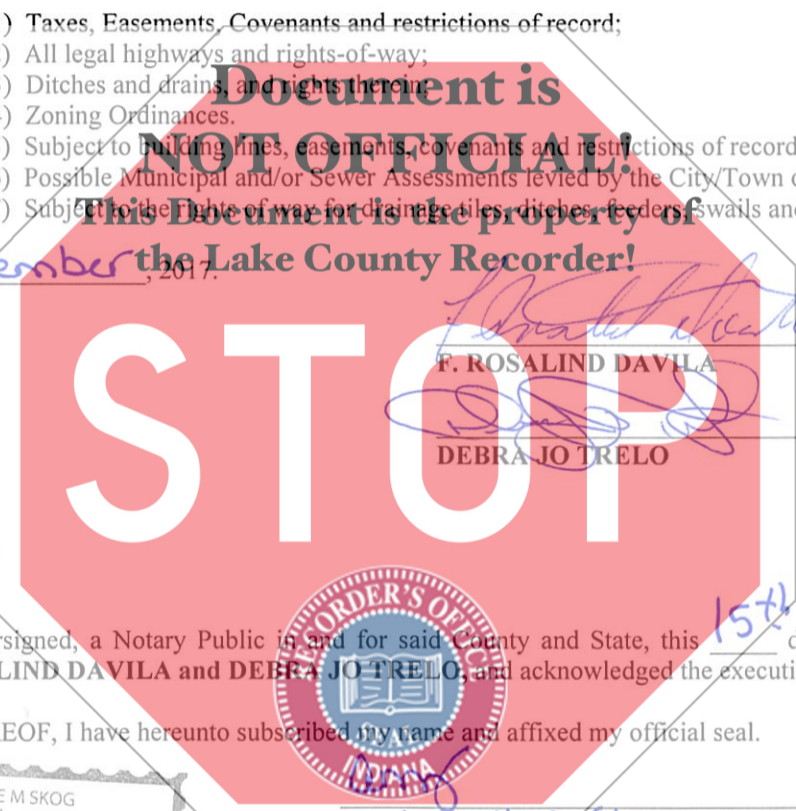 ) Taxes, Easements, Covenants and restrictions of record;
) All legal highways and rights-of-way;
) Ditches and drains, and rights therein;
) Zoning Ordinances.
) Subject to building lines, easements, covenants and restrictions of record
) Possible Municipal and/or Sewer Assessments levied by the City/Town
) Subject to the rights of way for drainage tiles, ditches, feeders, swails and
Document is
NOT OFFICIAL!
This Document is the property of
the Lake County Recorder!
ember, 2017.
F. ROSALIND DAVILA
DEBRA JO TRELO
STOP
RECORDER'S OFFICE
SEAL
INDIANA
rsigned, a Notary Public in and for said County and State, this 15th d
LIND DAVILA and DEBRA JO TRELO, and acknowledged the executi
EOF, I have hereunto subscribed my name and affixed my official seal.
E M SKOG